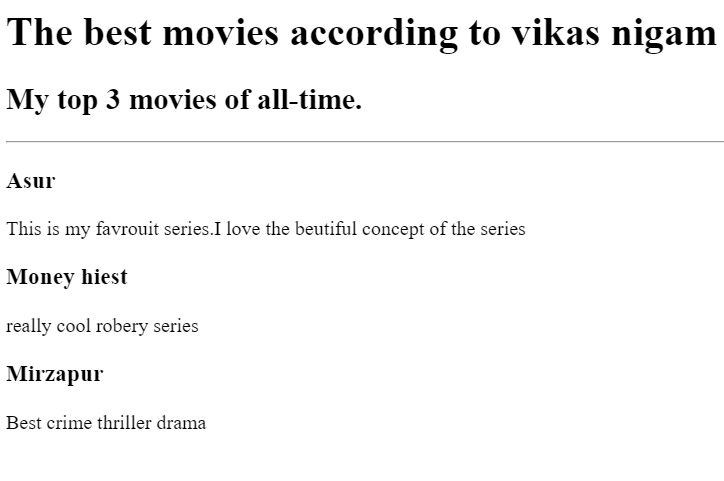 The best movies according to vikas nigam
My top 3 movies of all-time.
Asur
This is my favrouit series.I love the beutiful concept of the series
Money hiest
really cool robery series
Mirzapur
Best crime thriller drama